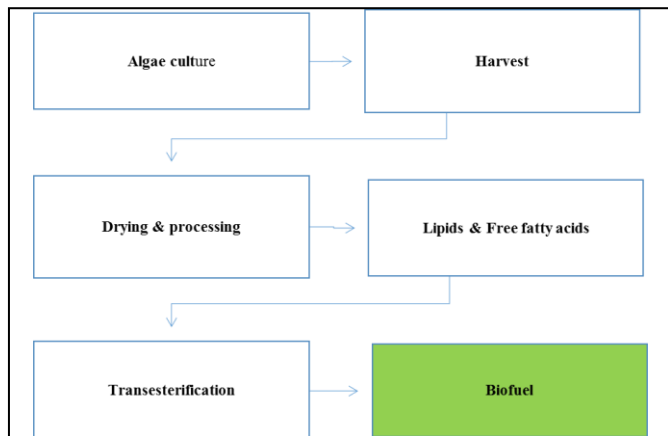 Algae culture
Harvest
Drying & processing
Lipids & Free fatty acids
Transesterification
Biofuel